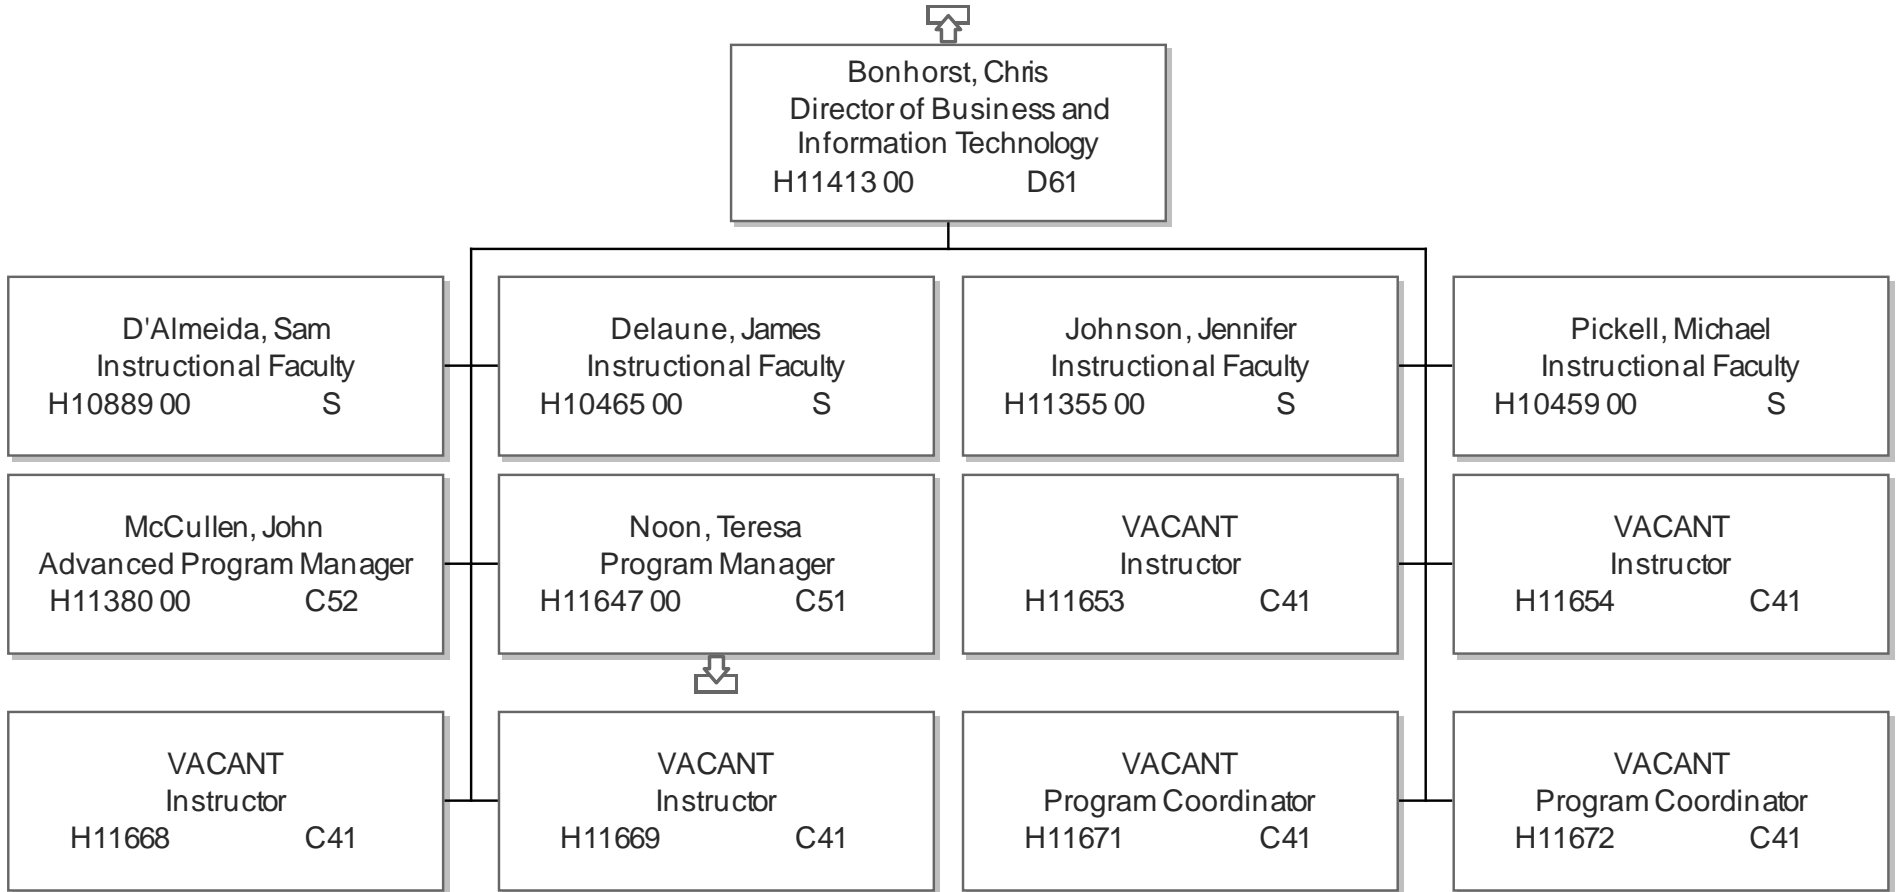 Bonhorst, Chris
Director of Business and
Information Technology
H11413 00 D61
D'Almeida, Sam
Instructional Faculty
H10889 00 S
Delaune, James
Instructional Faculty
H10465 00 S
Johnson, Jennifer
Instructional Faculty
H11355 00 S
Pickell, Michael
Instructional Faculty
H10459 00 S
McCullen, John
Advanced Program Manager
H11380 00 C52
Noon, Teresa
Program Manager
H11647 00 C51
VACANT
Instructor
H11653 C41
VACANT
Instructor
H11654 C41
VACANT
Instructor
H11668 C41
VACANT
Instructor
H11669 C41
VACANT
Program Coordinator
H11671 C41
VACANT
Program Coordinator
H11672 C41